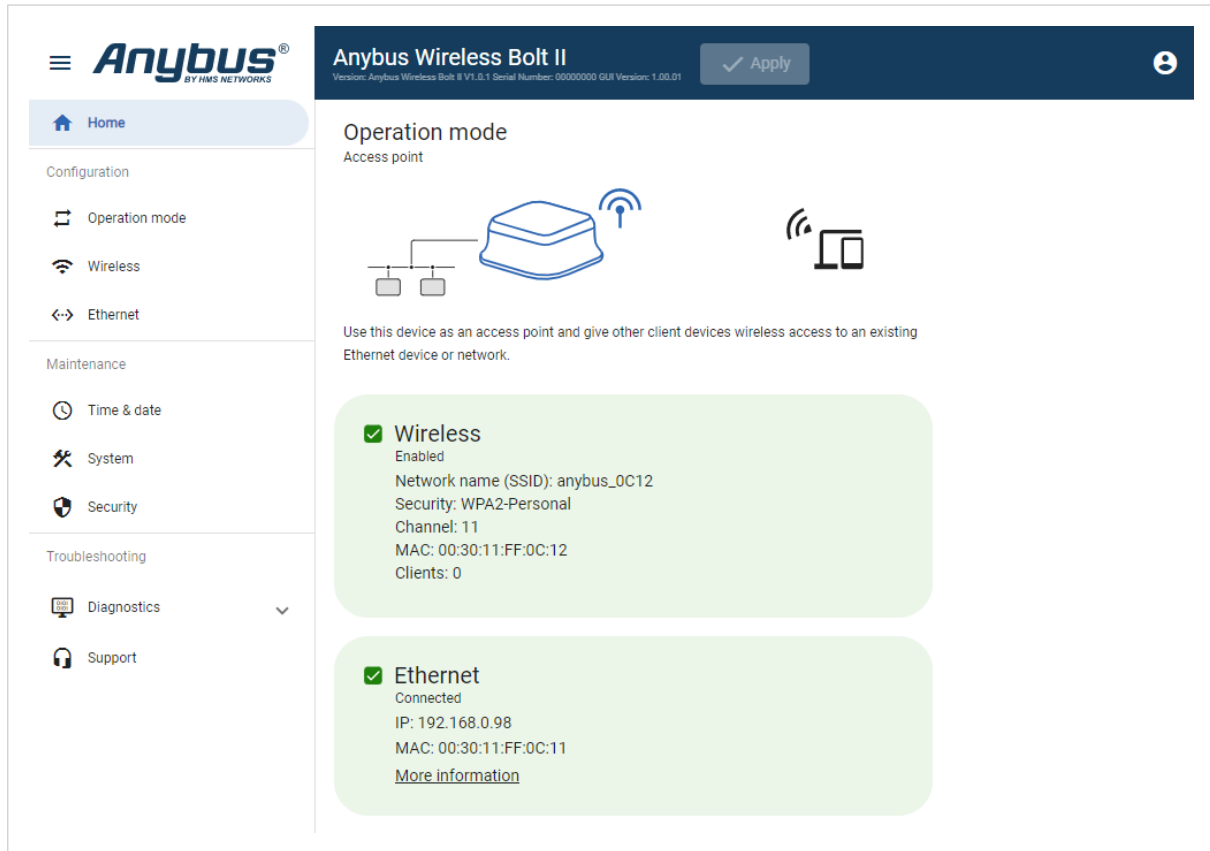 Anybus®
BY HMS NETWORKS
Anybus Wireless Bolt II
Version: Anybus Wireless Bolt II V1.0.1 Serial Number: 00000000 GUI Version: 1.00.01
Apply
Home
Configuration
Operation mode
Wireless
Ethernet
Maintenance
Time & date
System
Security
Troubleshooting
Diagnostics
Support
Operation mode
Access point
Use this device as an access point and give other client devices wireless access to an existing
Ethernet device or network.
Wireless
Enabled
Network name (SSID): anybus_0C12
Security: WPA2-Personal
Channel: 11
MAC: 00:30:11:FF:0C:12
Clients: 0
Ethernet
Connected
IP: 192.168.0.98
MAC: 00:30:11:FF:0C:11
More information